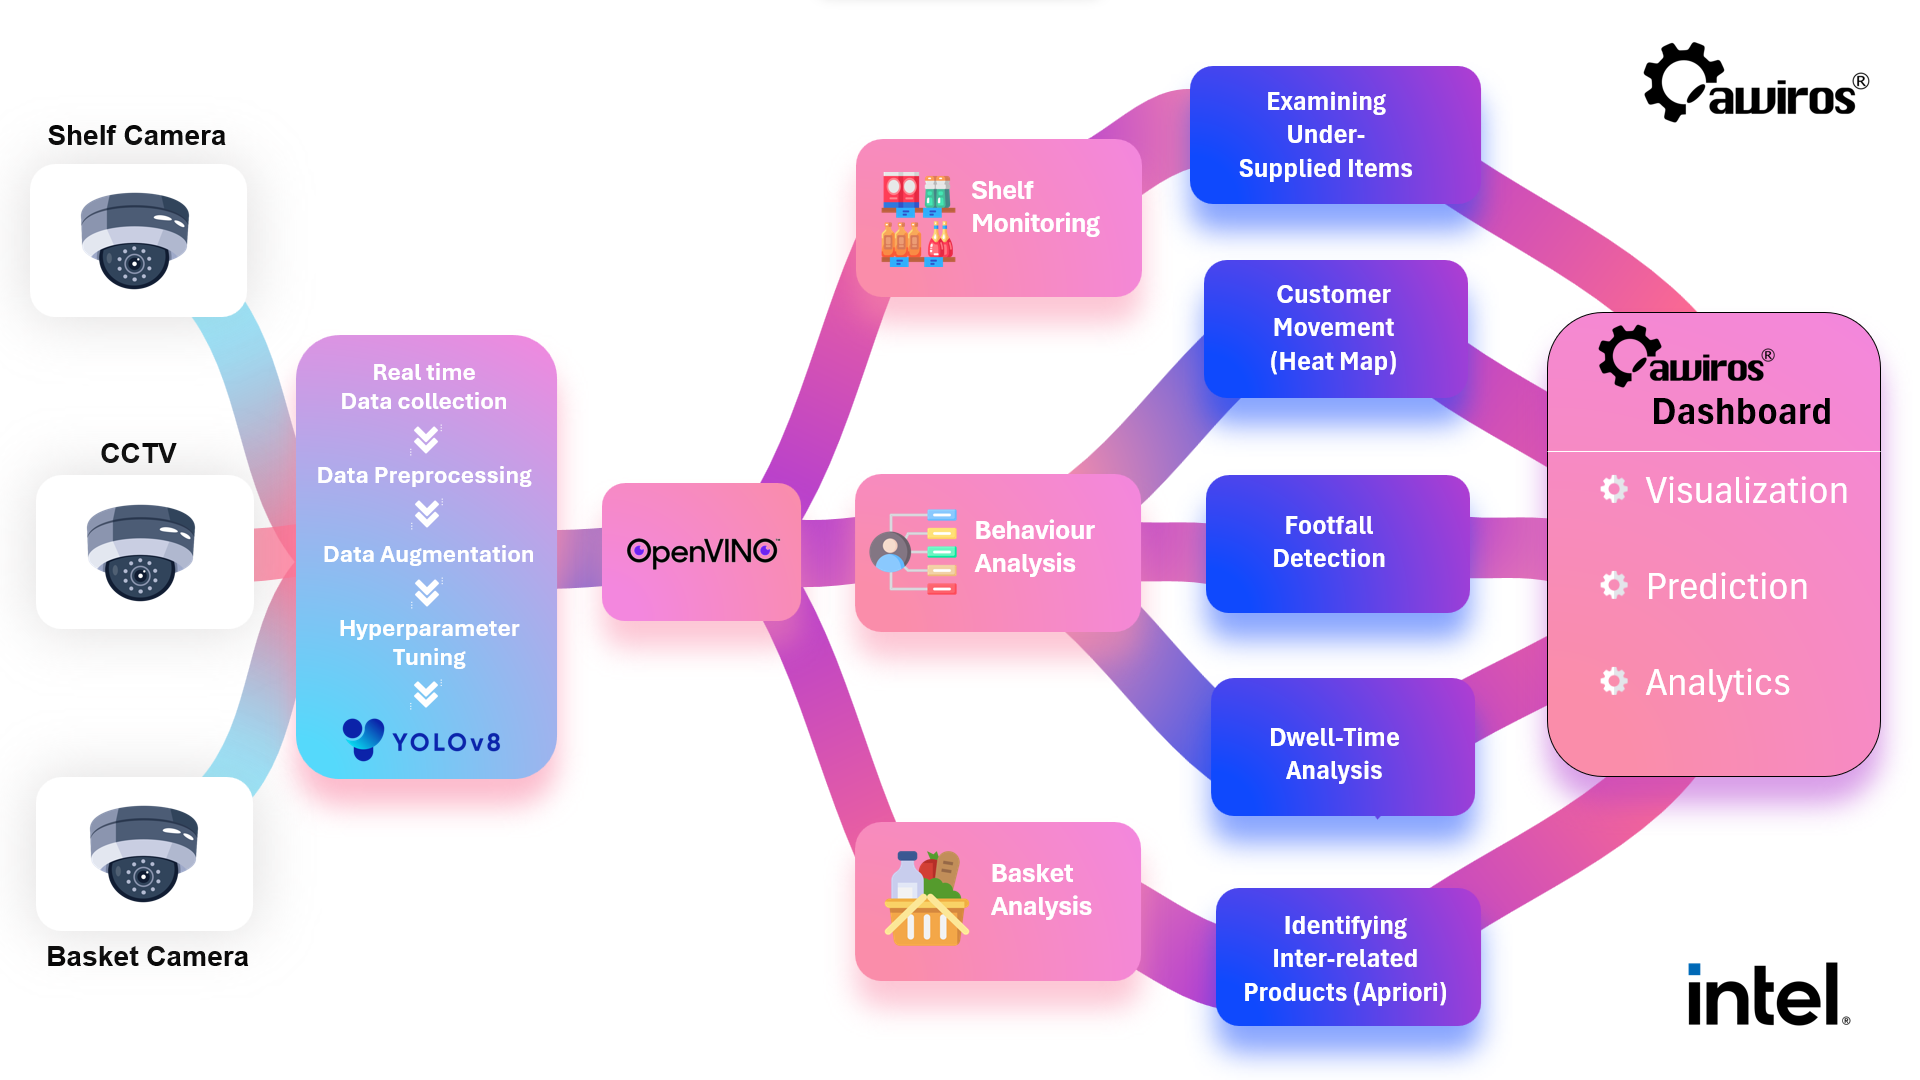 Shelf Camera
CCTV
Basket Camera
Real time
Data collection
Data Preprocessing
Data Augmentation
Hyperparameter
Tuning
YOLOv8
OpenVINO™
Shelf
Monitoring
Behaviour
Analysis
Basket
Analysis
Examining
Under-
Supplied Items
Customer
Movement
(Heat Map)
Footfall
Detection
Dwell-Time
Analysis
Identifying
Inter-related
Products (Apriori)
awiros®
awiros®
Dashboard
Visualization
Prediction
Analytics
intel®